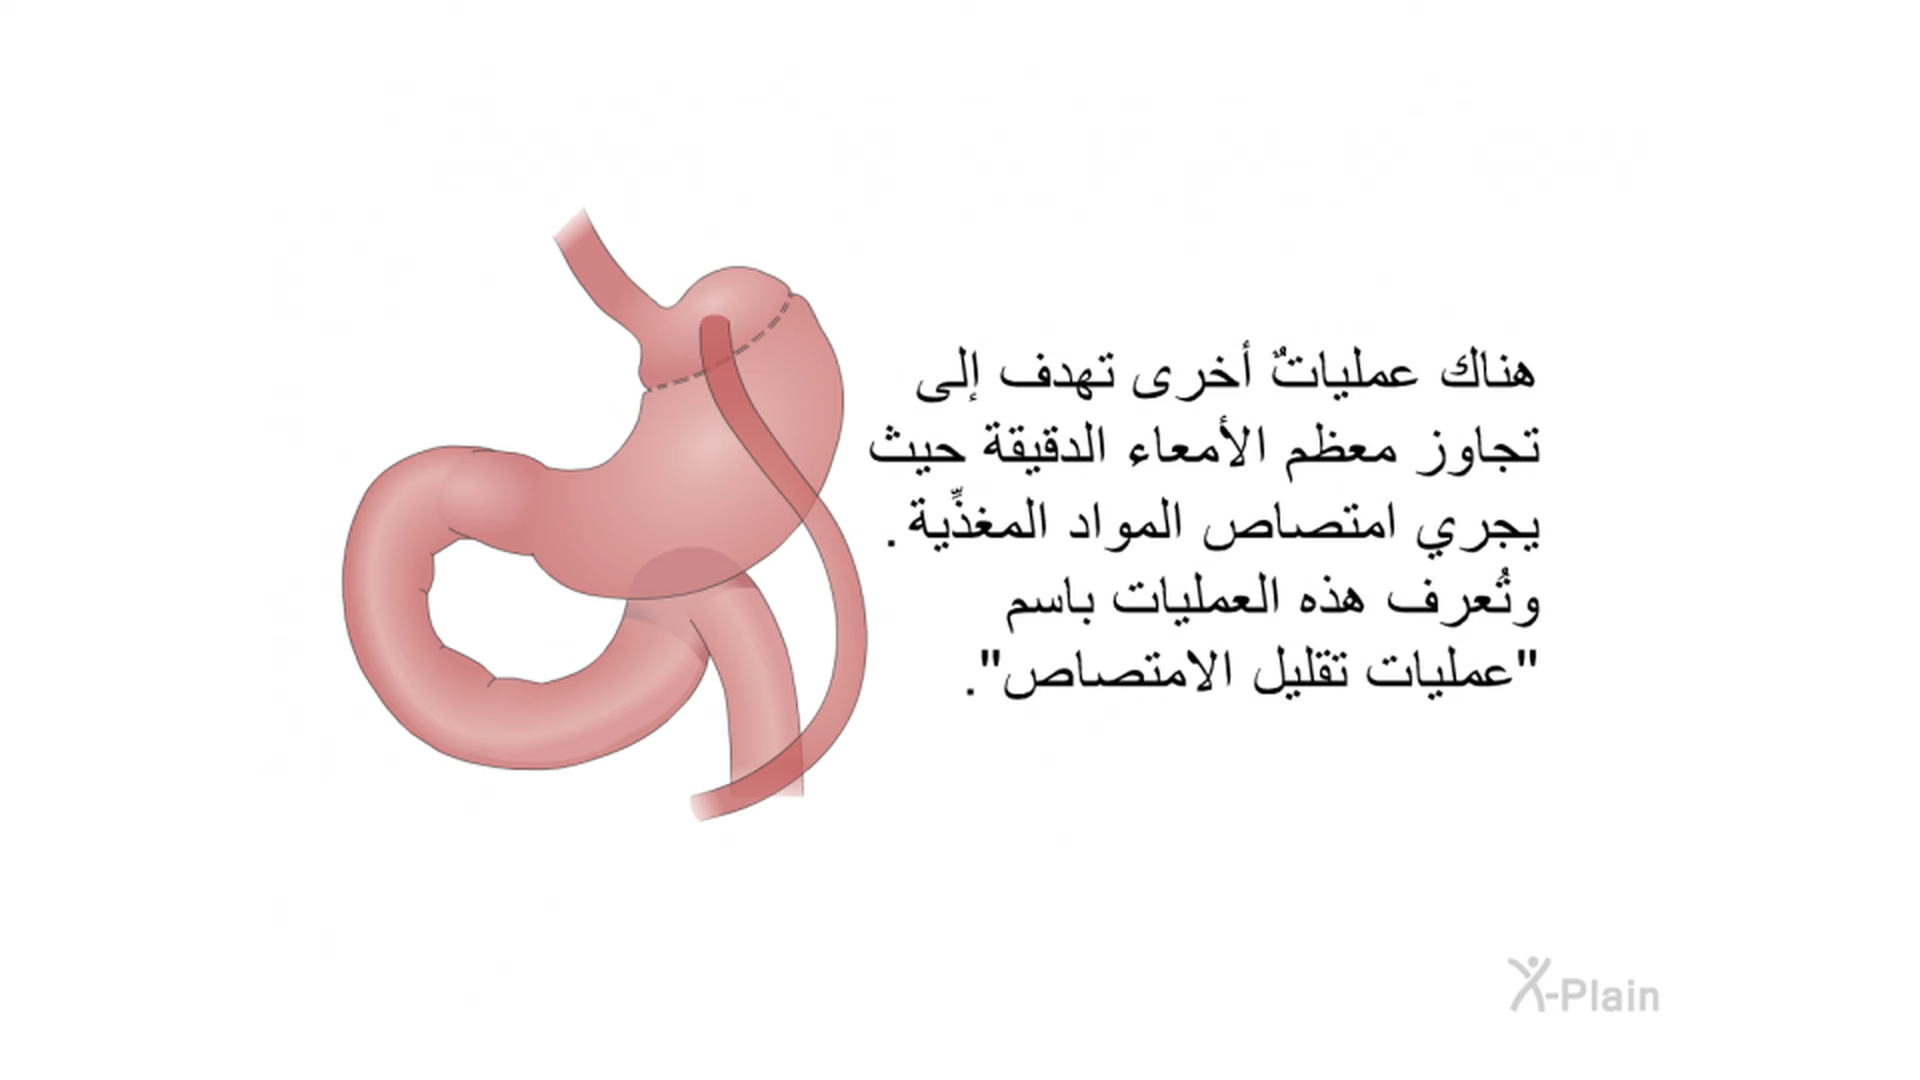 هناك عملياتٌ أخرى تهدف إلى
تجاوز معظم الأمعاء الدقيقة حيث
يجري امتصاص المواد المغذِّية .
وتُعرف هذه العمليات باسم
"عمليات تقليل الامتصاص".
X-Plain